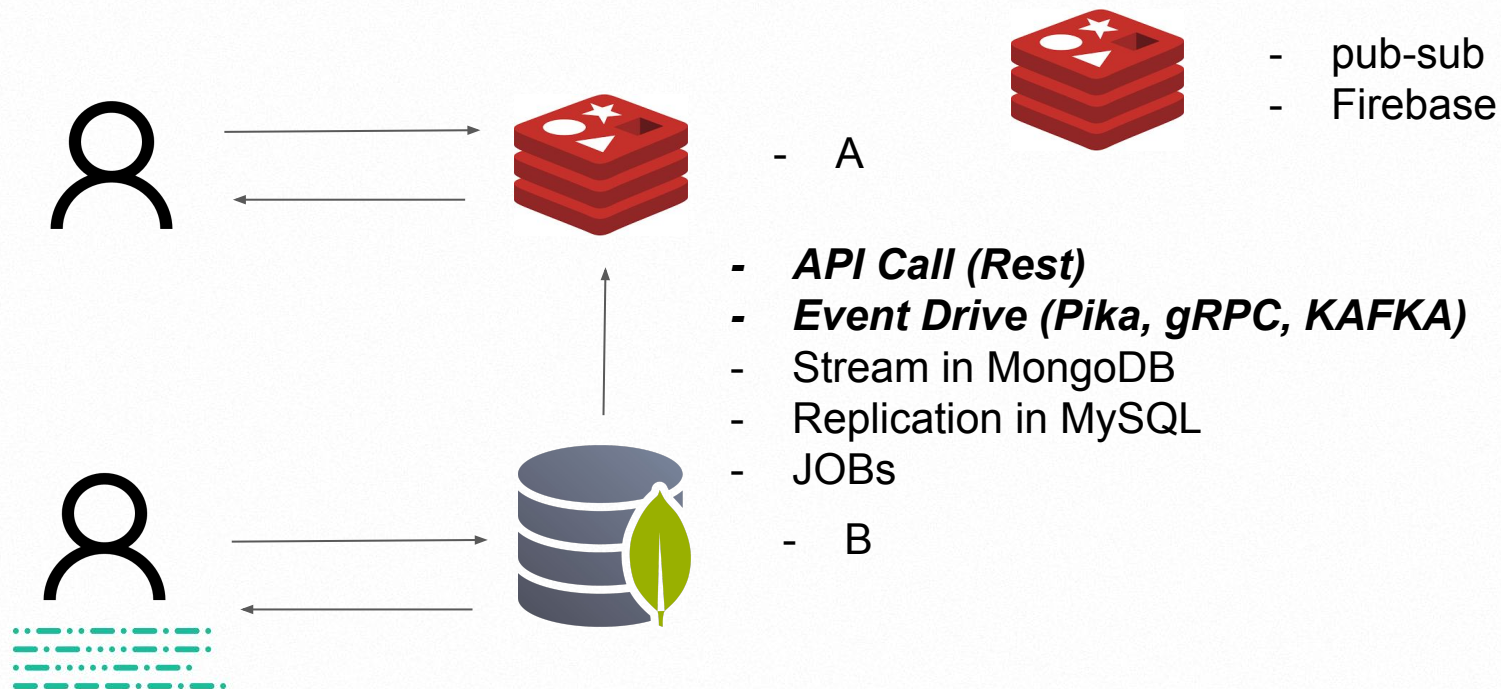 - pub-sub
- Firebase
- A
- API Call (Rest)
- Event Drive (Pika, gRPC, KAFKA)
- Stream in MongoDB
- Replication in MySQL
- JOBs
- B